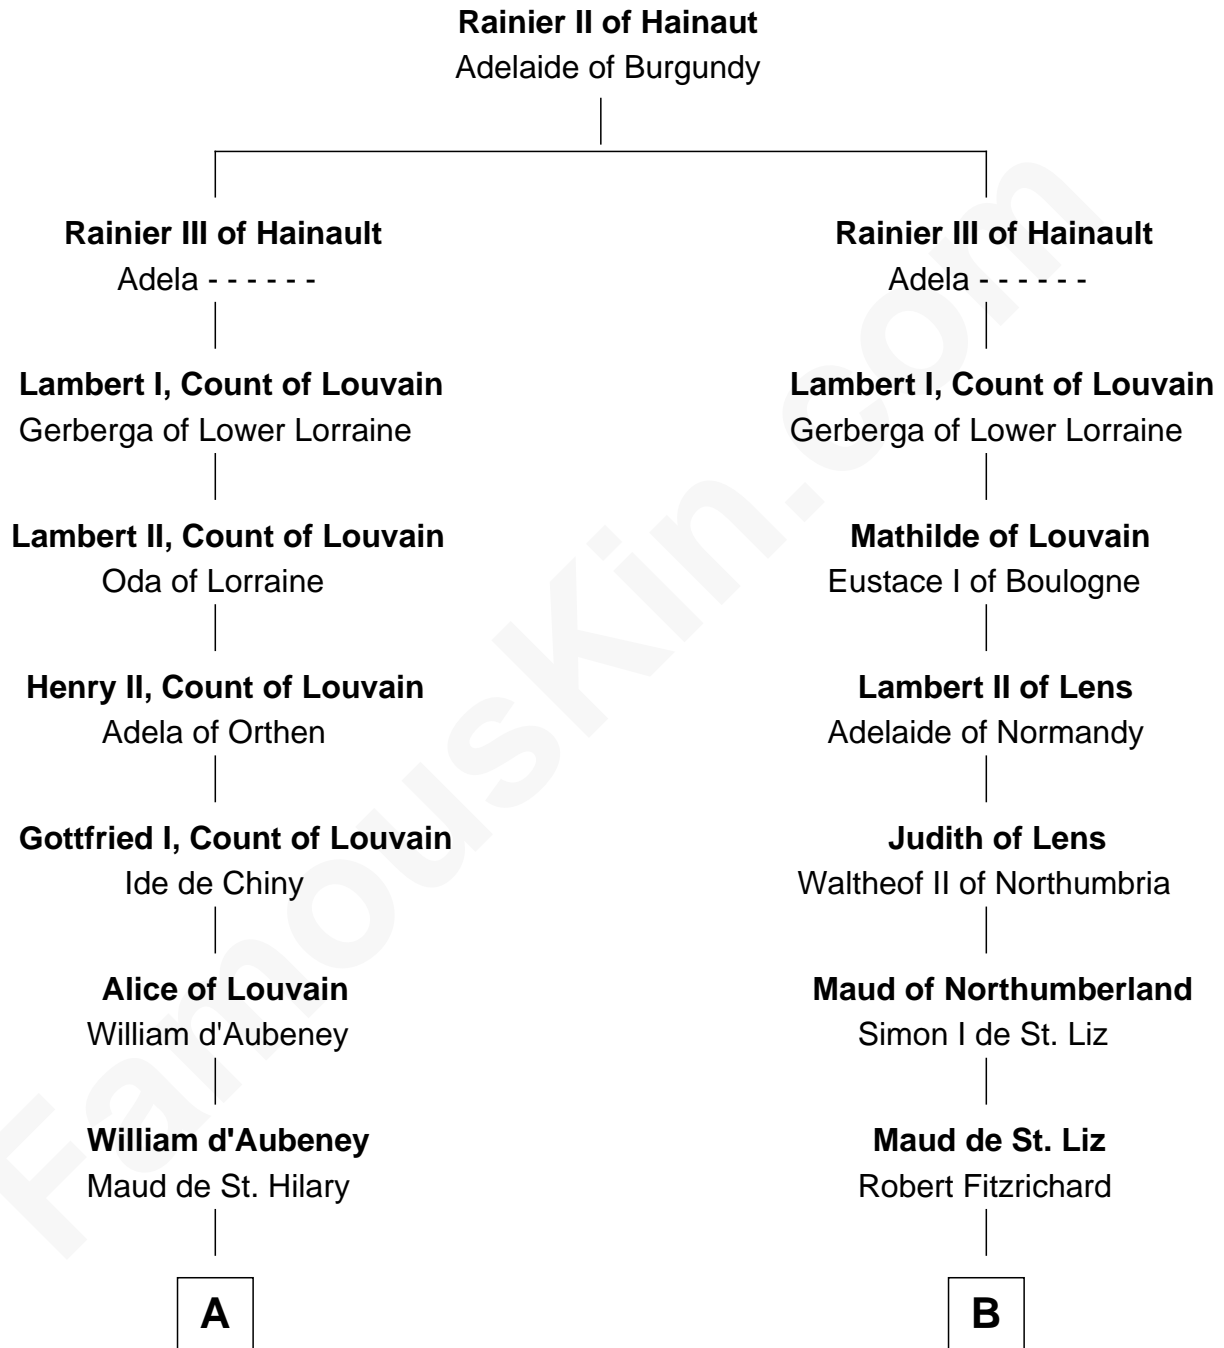 Rainier II of Hainaut
Adelaide of Burgundy
Rainier III of Hainault
Adela - - - - - -
Rainier III of Hainault
Adela - - - - - -
Lambert I, Count of Louvain
Gerberga of Lower Lorraine
Lambert I, Count of Louvain
Gerberga of Lower Lorraine
Lambert II, Count of Louvain
Oda of Lorraine
Mathilde of Louvain
Eustace I of Boulogne
Henry II, Count of Louvain
Adela of Orthen
Lambert II of Lens
Adelaide of Normandy
Gottfried I, Count of Louvain
Ide de Chiny
Judith of Lens
Waltheof II of Northumbria
Alice of Louvain
William d'Aubeney
Maud of Northumberland
Simon I de St. Liz
William d'Aubeney
Maud de St. Hilary
Maud de St. Liz
Robert Fitzrichard
A
B
FamousKin.com